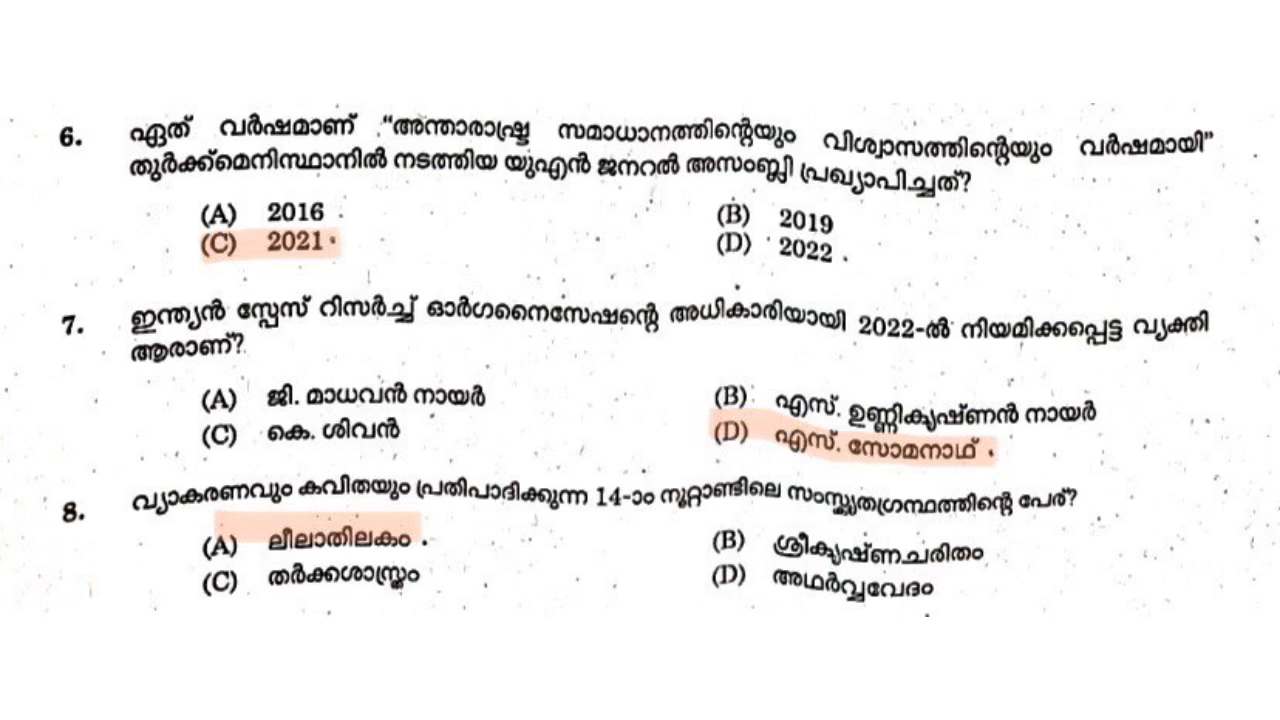 6. ഏത് വർഷമാണ് “അന്താരാഷ്ട്ര സമാധാനത്തിന്റെയും വിശ്വാസത്തിന്റെയും വർഷമായി”
തുർക്ക്മെനിസ്ഥാനിൽ നടത്തിയ യുഎൻ ജനറൽ അസംബ്ലി പ്രഖ്യാപിച്ചത്?
(A) 2016 (B) 2019
(C) 2021 (D) 2022
7. ഇന്ത്യൻ സ്പേസ് റിസർച്ച് ഓർഗനൈസേഷന്റെ അധികാരിയായി 2022-ൽ നിയമിക്കപ്പെട്ട വ്യക്തി
ആരാണ്?
(A) ജി. മാധവൻ നായർ (B) എസ്. ഉണ്ണികൃഷ്ണൻ നായർ
(C) കെ. ശിവൻ (D) എസ്. സോമനാഥ്
8. വ്യാകരണവും കവിതയും പ്രതിപാദിക്കുന്ന 14-ാം നൂറ്റാണ്ടിലെ സംസ്കൃതഗ്രന്ഥത്തിന്റെ പേര്?
(A) ലീലാതിലകം (B) ശ്രീകൃഷ്ണചരിതം
(C) തർക്കശാസ്ത്രം (D) അഥർവ്വവേദം